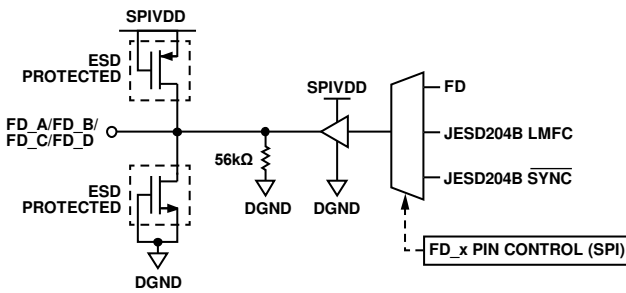 SPIVDD
ESD
PROTECTED
SPIVDD
FD
FD_A/FD_B/
FD_C/FD_D
JESD204B LMFC
56kΩ
ESD
PROTECTED
JESD204B SYNC
DGND
DGND
FD_x PIN CONTROL (SPI)
DGND